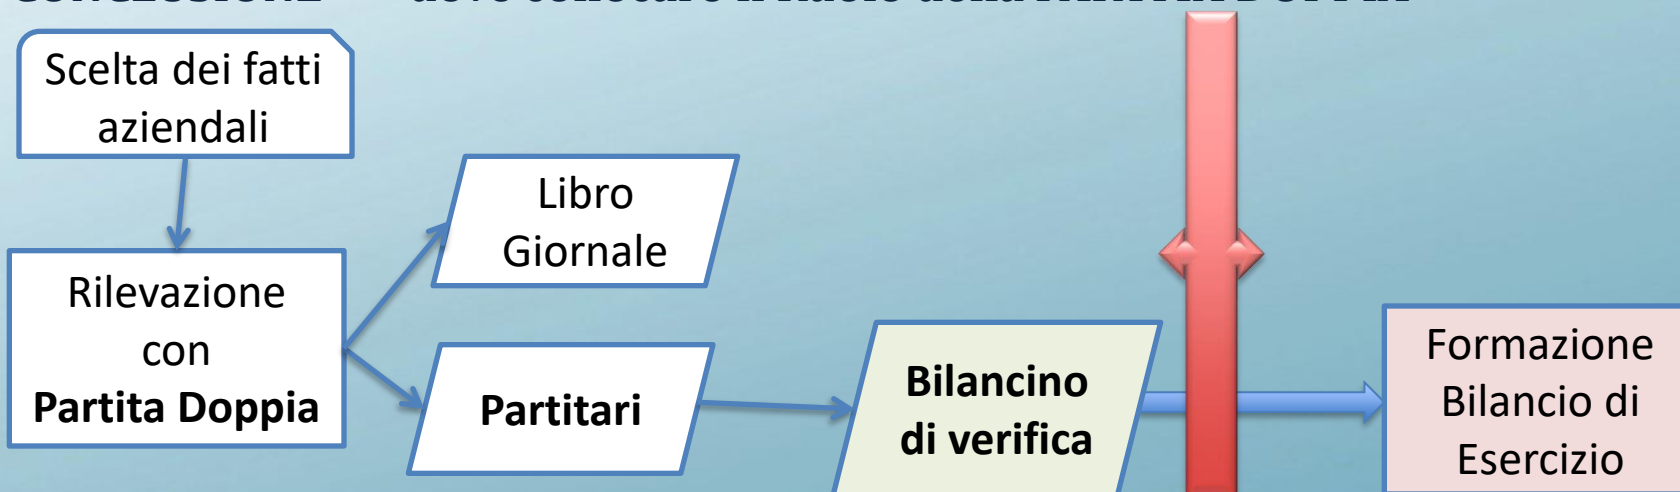 Scelta dei fatti
aziendali
Rilevazione
con
Partita Doppia
Libro
Giornale
Partitari
Bilancino
di verifica
Formazione
Bilancio di
Esercizio